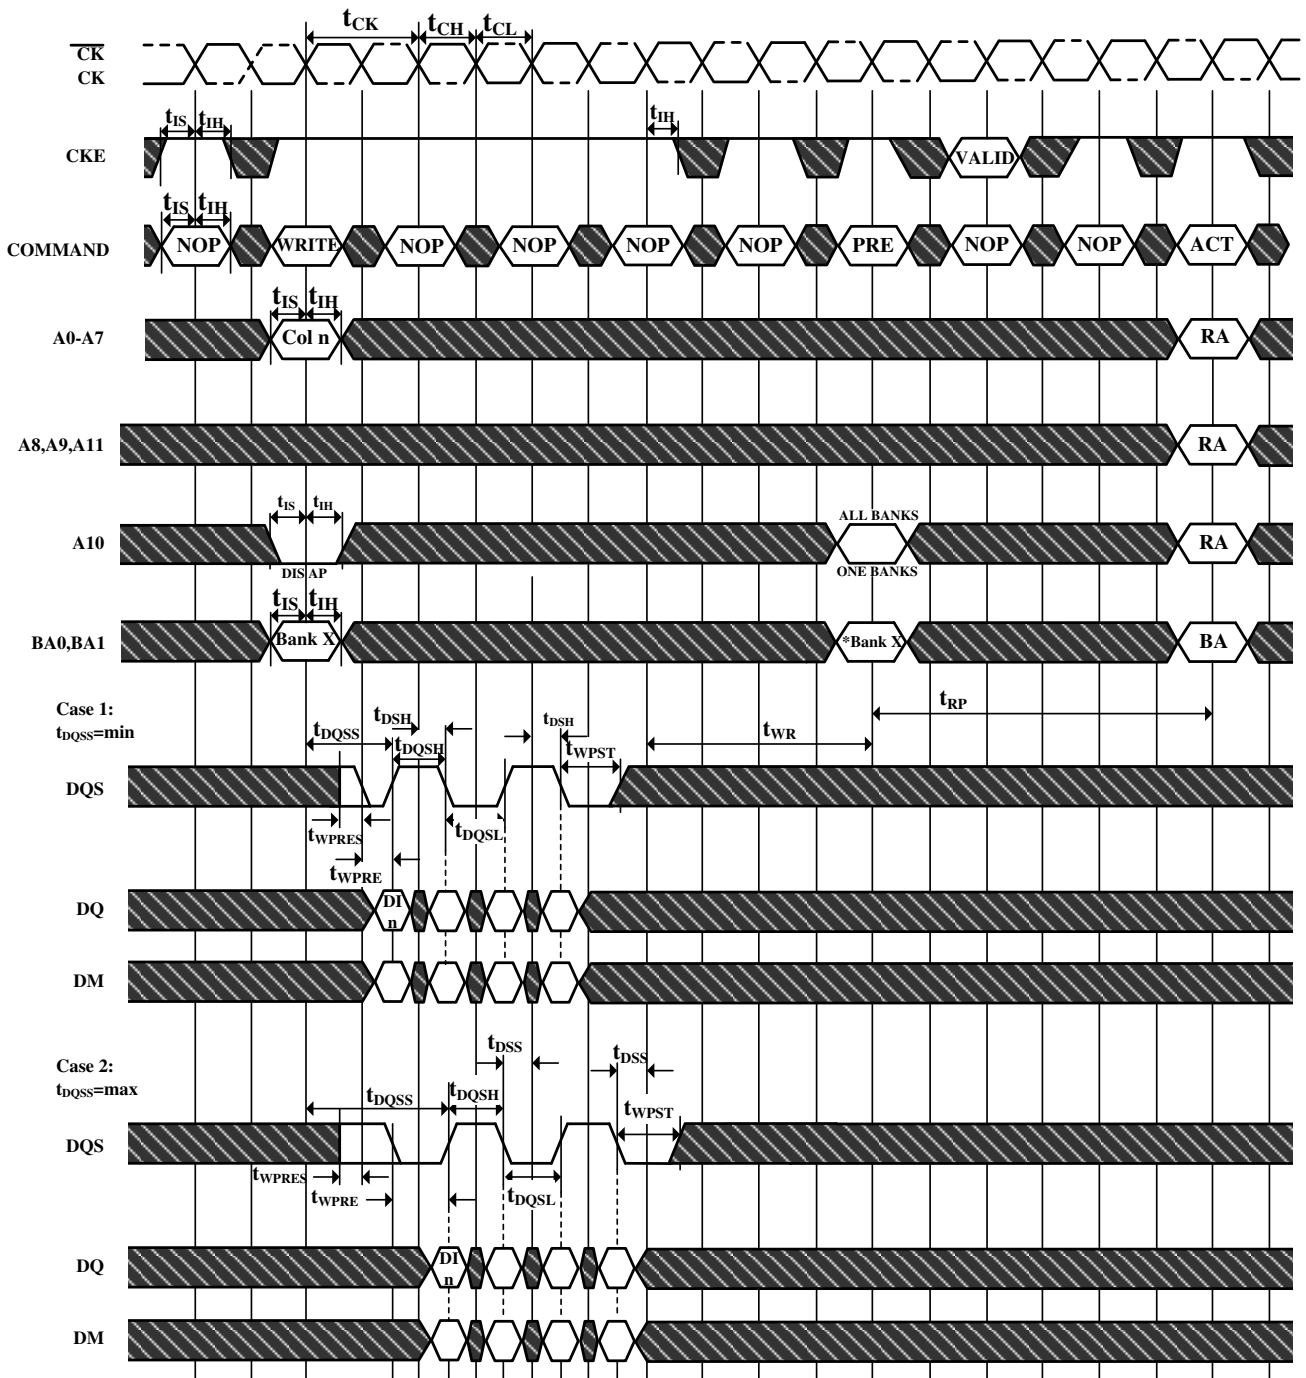 tCK tCH tCL
CK
CK
tIS tIH tIH
CKE VALID
tIS tIH
COMMAND NOP WRITE NOP NOP NOP NOP PRE NOP NOP ACT
tIS tIH
A0-A7 Col n RA
A8,A9,A11 RA
tIS tIH ALL BANKS
A10 RA
DIS AP ONE BANKS
tIS tIH
BA0,BA1 Bank X *Bank X BA
Case 1:
tDQSS=min
tDQSS tDSH tDSH tWR tRP
tDQSH tWPST
DQS
tWPRES tDQSL
tWPRE
DQ DI
n
DM
Case 2:
tDQSS=max
tDSS tDSS
tDQSS tDQSH tWPST
DQS
tWPRES tWPRE tDQSL
DQ DI
n
DM